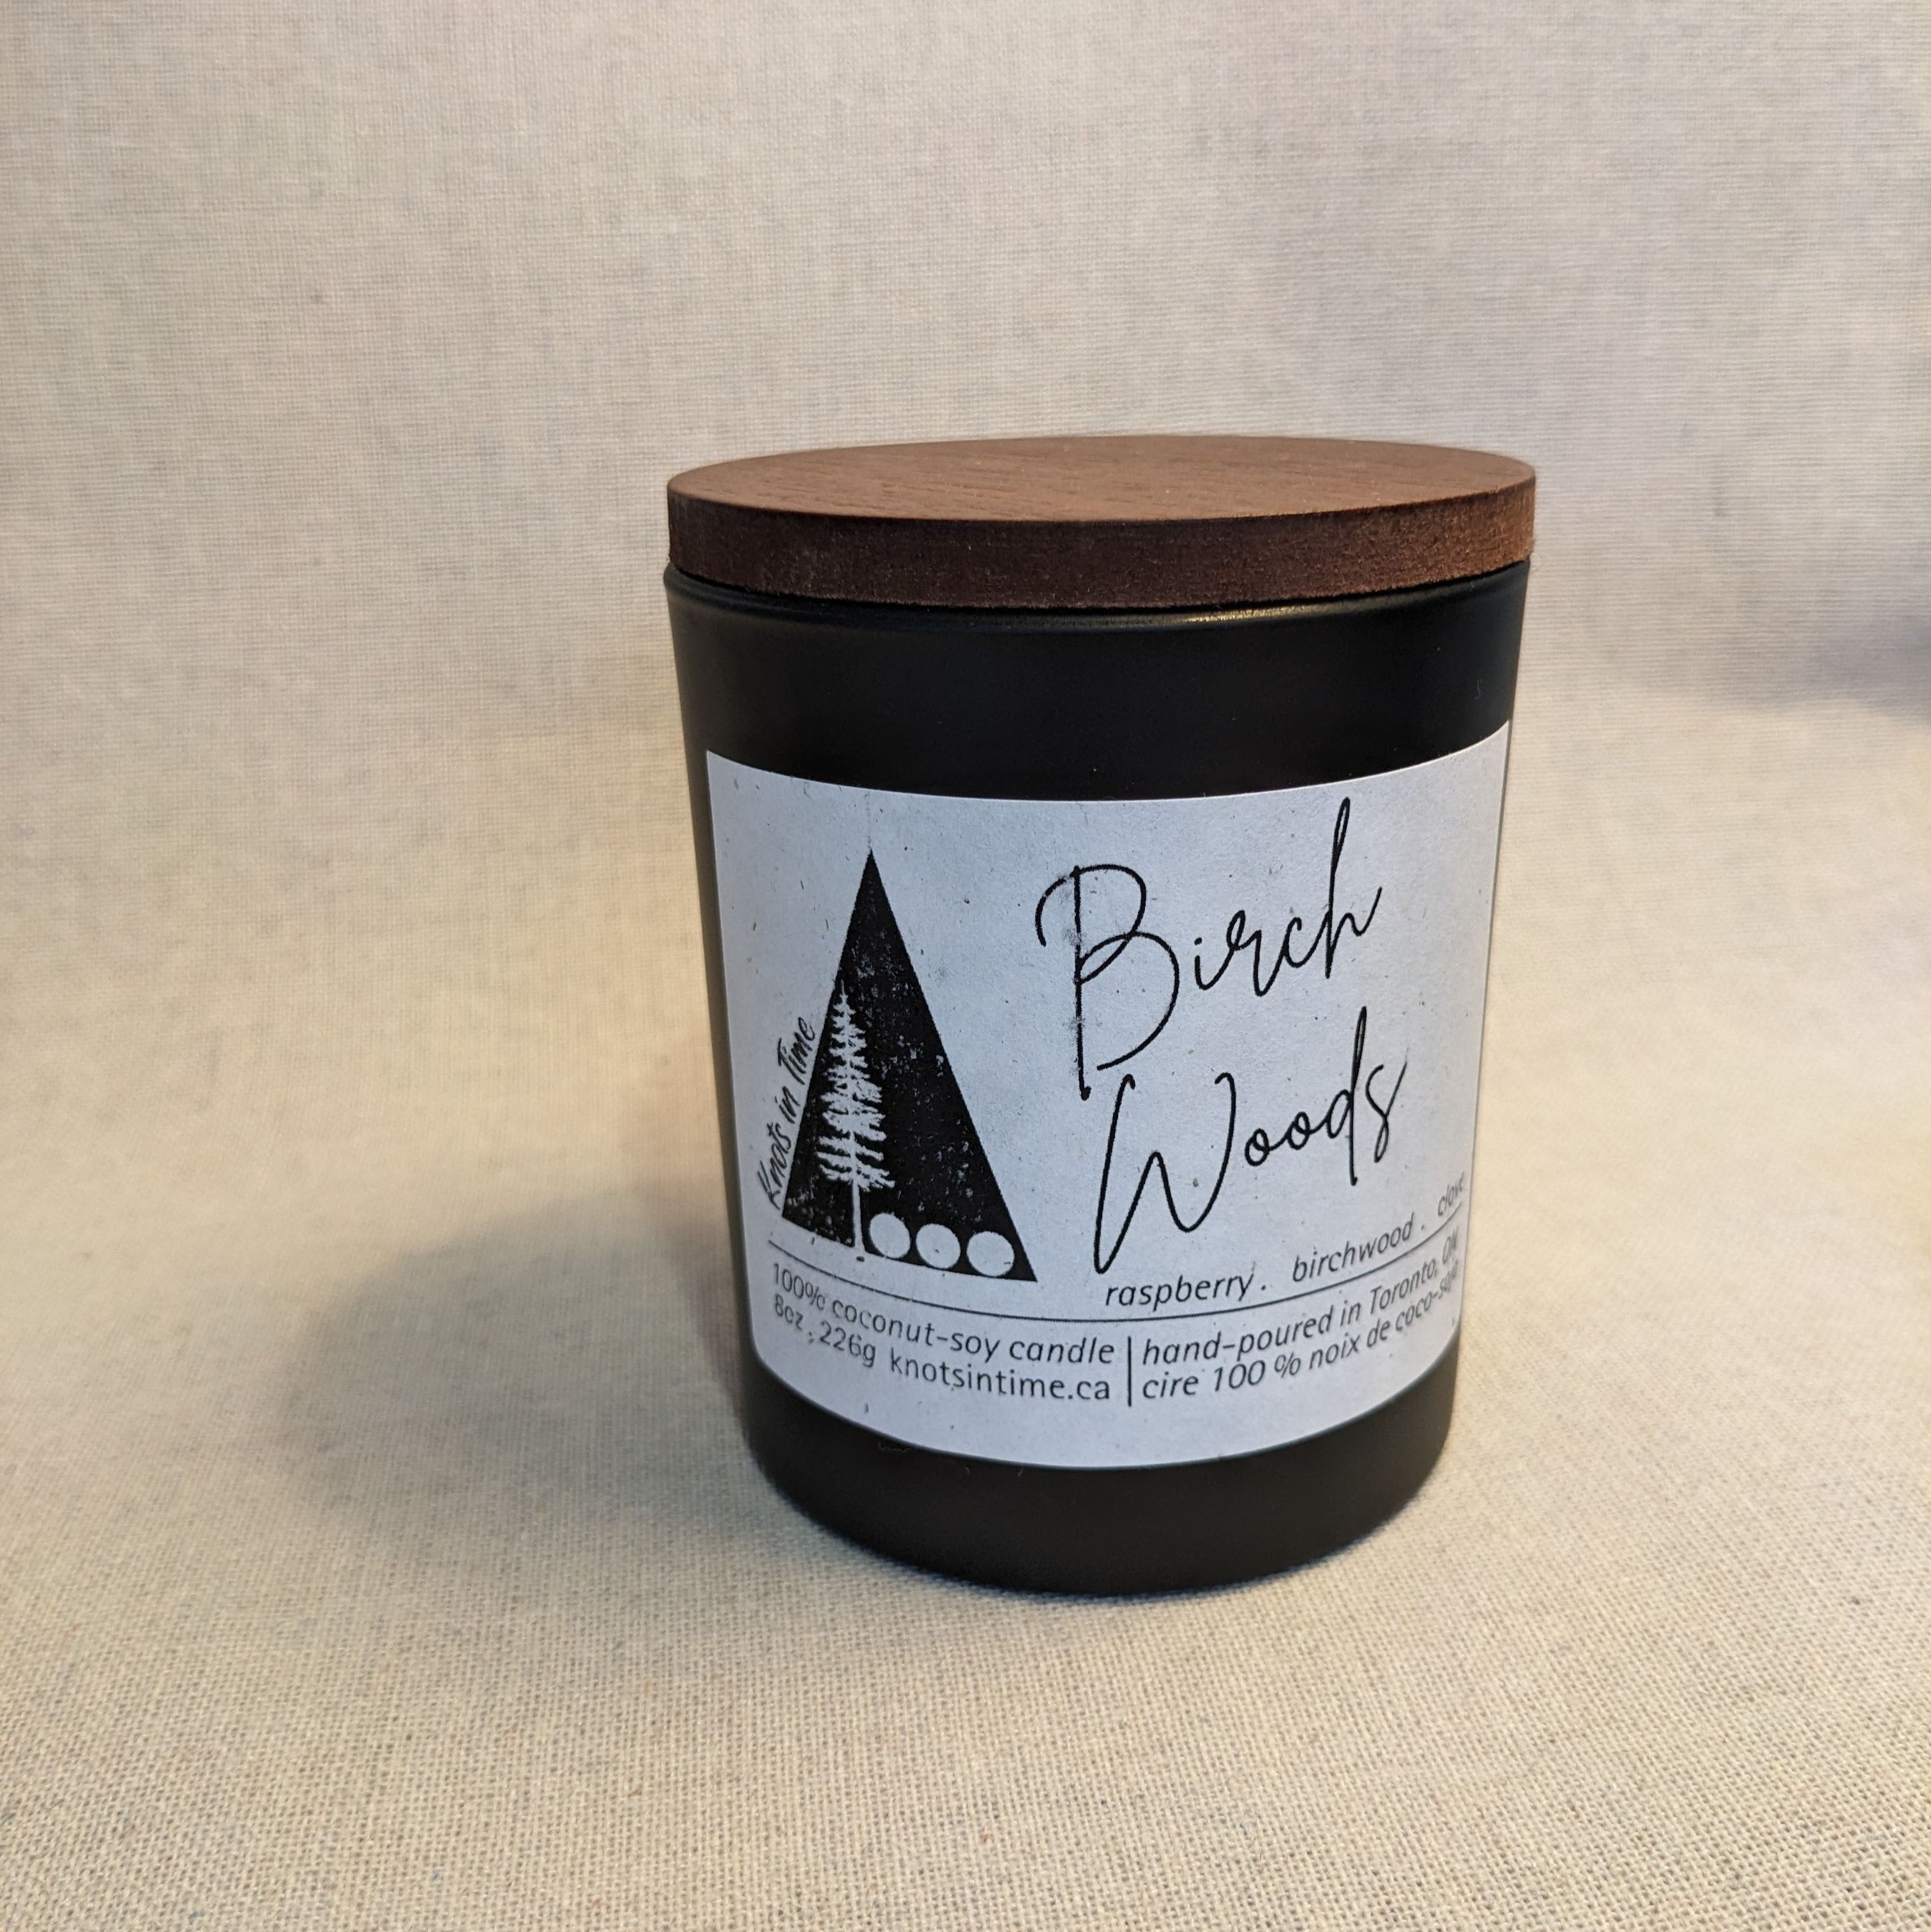 Knots in Time
Birch
Woods
raspberry . birchwood . clove
100% coconut-soy candle
8oz . 226g knotsintime.ca
hand-poured in Toronto, ON
cire 100 % noix de coco-soja